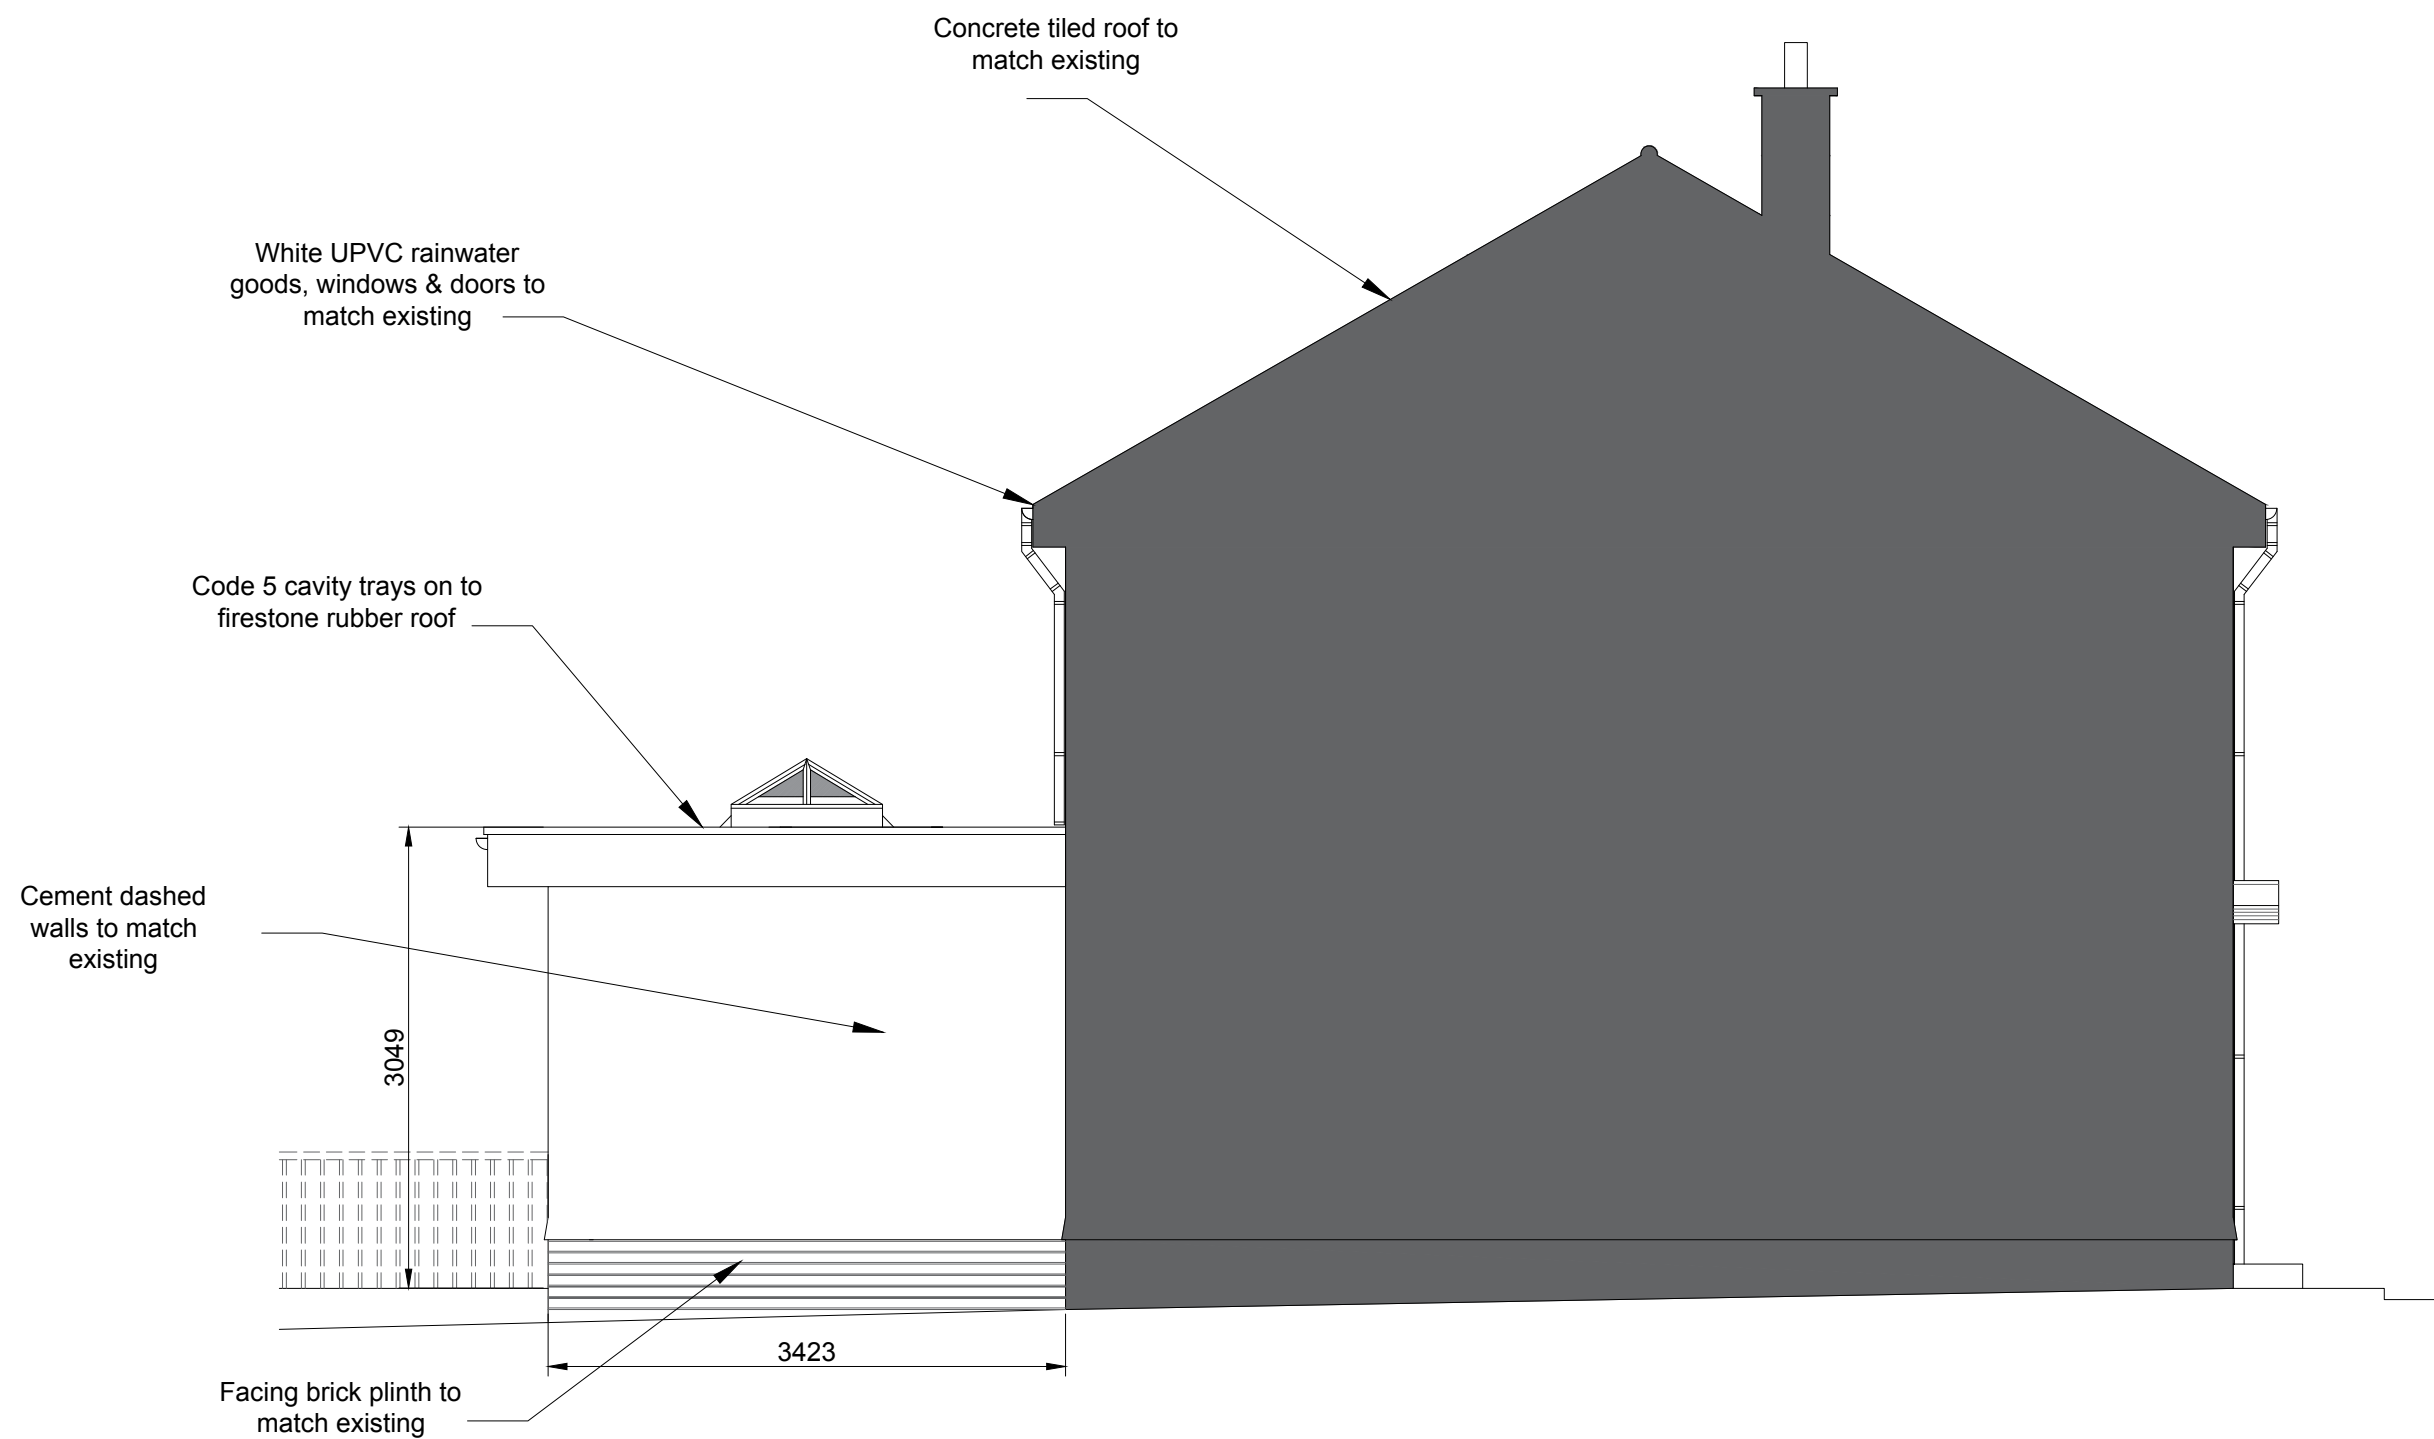 Concrete tiled roof to
match existing
White UPVC rainwater
goods, windows & doors to
match existing
Code 5 cavity trays on to
firestone rubber roof
Cement dashed
walls to match
existing
3049
3423
Facing brick plinth to
match existing